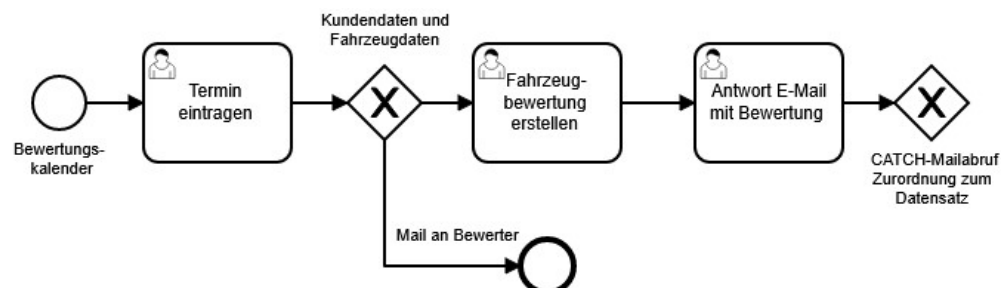 Kundendaten und
Fahrzeugdaten
Bewertungs-
kalender
Termin
eintragen
Fahrzeug-
bewertung
erstellen
Antwort E-Mail
mit Bewertung
CATCH-Mailabruf
Zurordnung zum
Datensatz
Mail an Bewerter